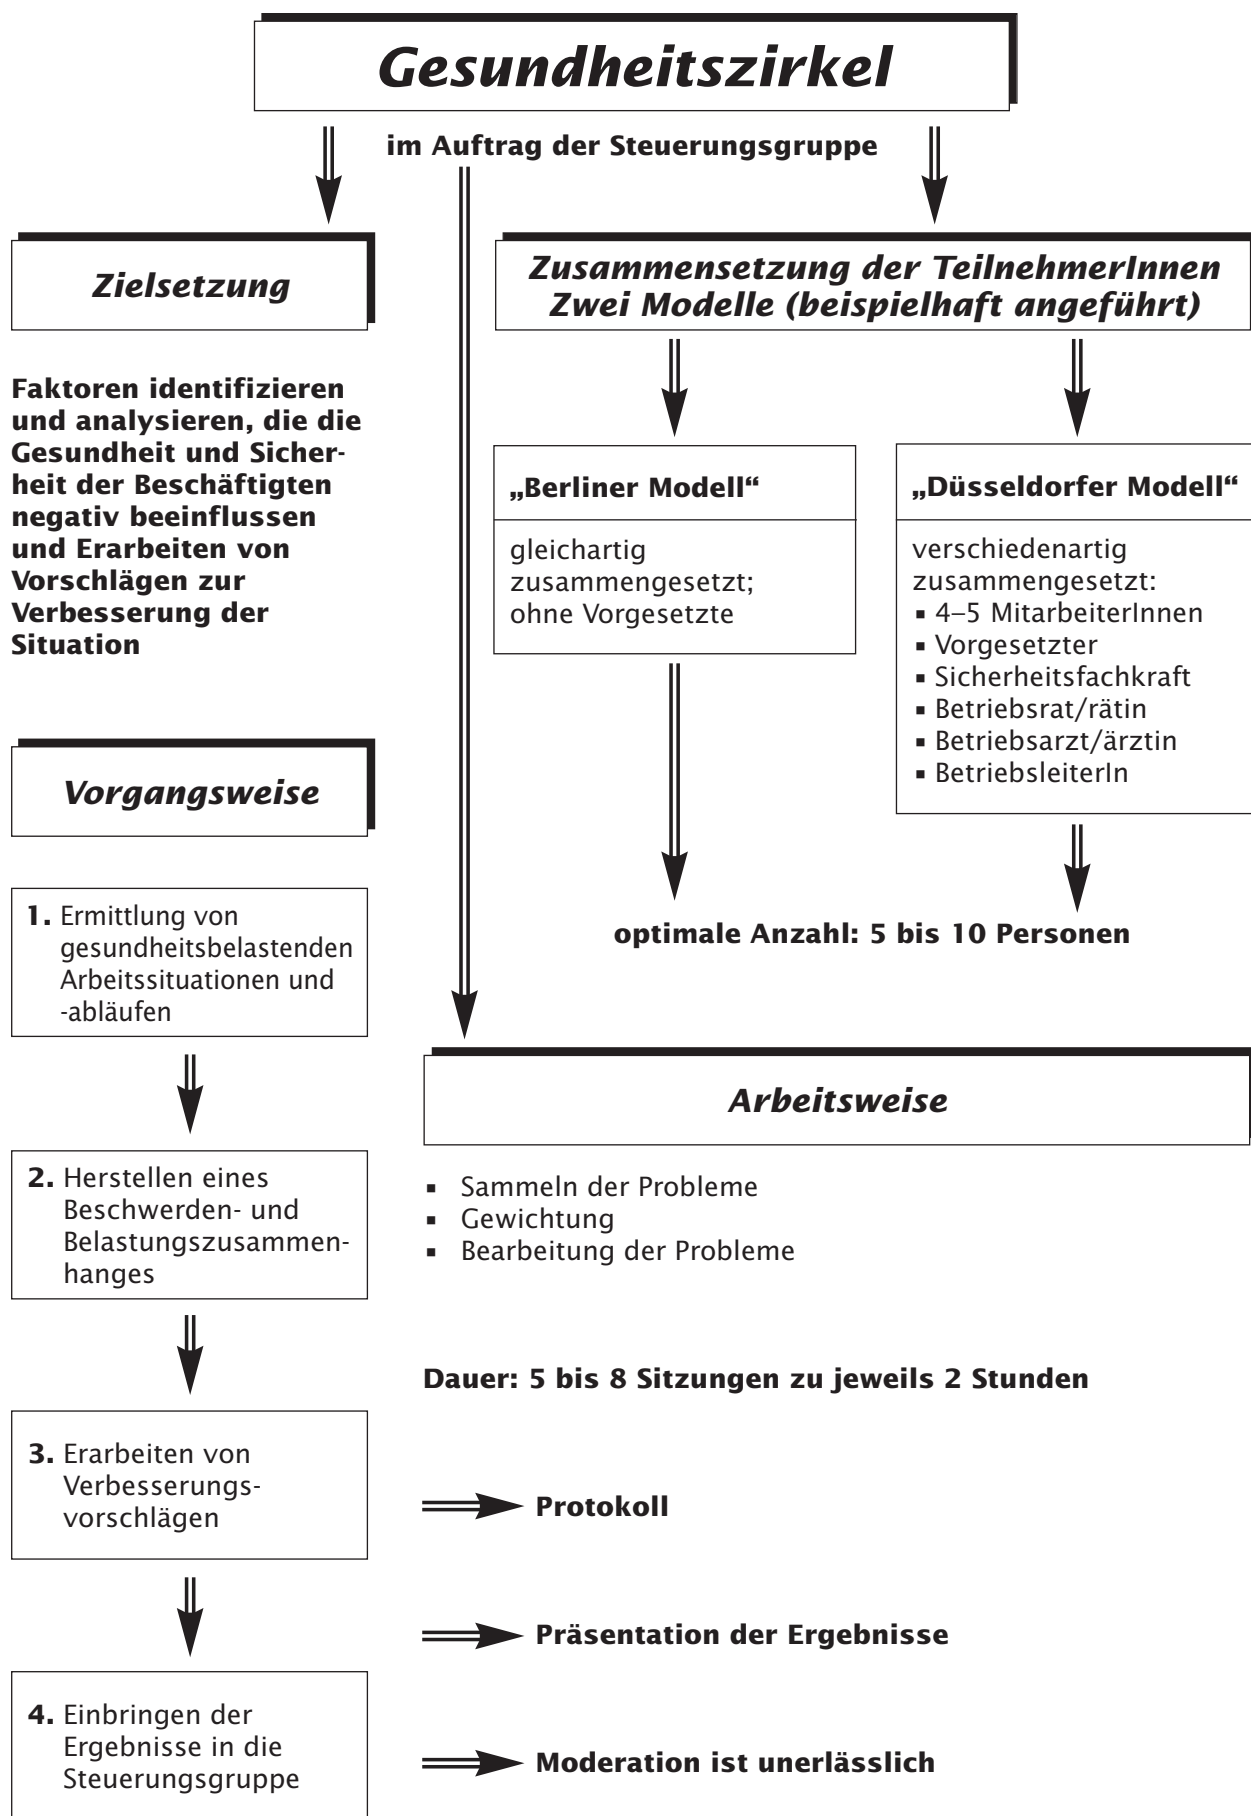 Gesundheitszirkel
im Auftrag der Steuerungsgruppe
Zielsetzung
Faktoren identifizieren
und analysieren, die die
Gesundheit und Sicher-
heit der Beschäftigten
negativ beeinflussen
und Erarbeiten von
Vorschlägen zur
Verbesserung der
Situation
Vorgangsweise
1. Ermittlung von
gesundheitsbelastenden
Arbeitssituationen und
-abläufen
2. Herstellen eines
Beschwerden- und
Belastungszusammen-
hanges
3. Erarbeiten von
Verbesserungs-
vorschlägen
4. Einbringen der
Ergebnisse in die
Steuerungsgruppe
Zusammensetzung der TeilnehmerInnen
Zwei Modelle (beispielhaft angeführt)
„Berliner Modell“
gleichartig
zusammengesetzt;
ohne Vorgesetzte
„Düsseldorfer Modell“
verschiedenartig
zusammengesetzt:
▪ 4–5 MitarbeiterInnen
▪ Vorgesetzter
▪ Sicherheitsfachkraft
▪ Betriebsrat/rätin
▪ Betriebsarzt/ärztin
▪ BetriebsleiterIn
optimale Anzahl: 5 bis 10 Personen
Arbeitsweise
▪ Sammeln der Probleme
▪ Gewichtung
▪ Bearbeitung der Probleme
Dauer: 5 bis 8 Sitzungen zu jeweils 2 Stunden
Protokoll
Präsentation der Ergebnisse
Moderation ist unerlässlich